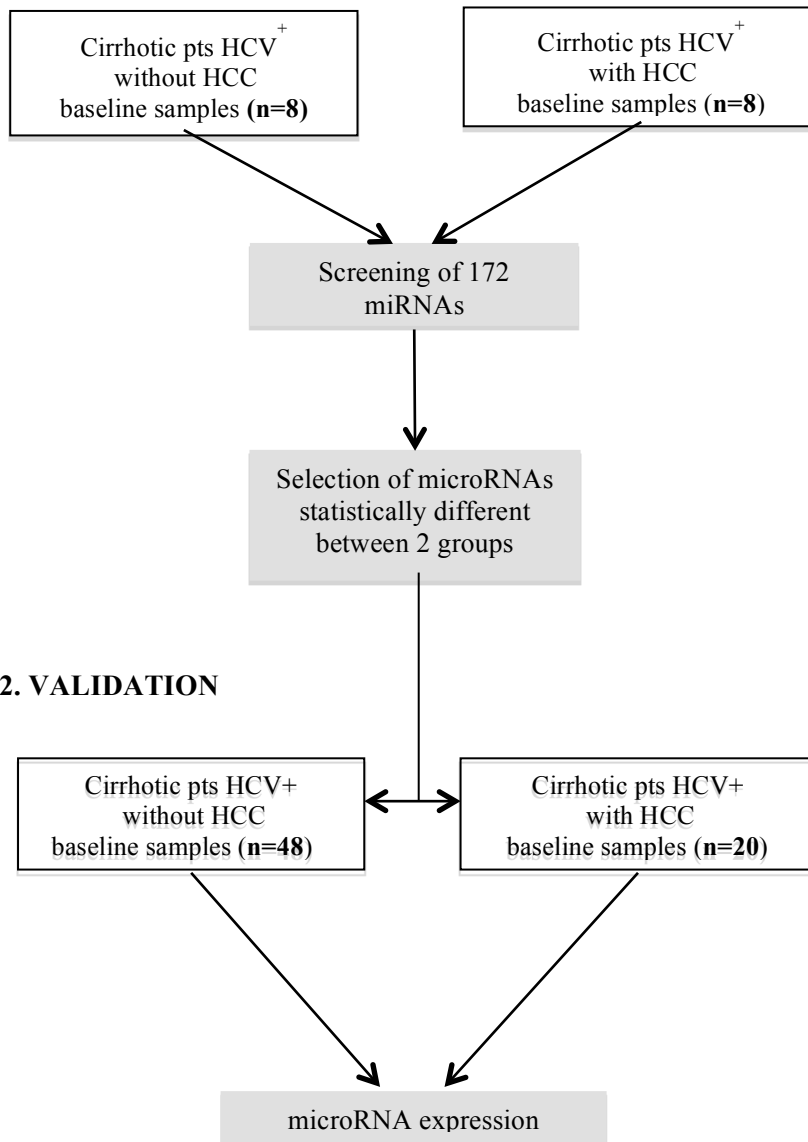 Cirrhotic pts HCV+
without HCC
baseline samples (n=8)
Cirrhotic pts HCV+
with HCC
baseline samples (n=8)
Screening of 172
miRNAs
Selection of microRNAs
statistically different
between 2 groups
2. VALIDATION
Cirrhotic pts HCV+
without HCC
baseline samples (n=48)
Cirrhotic pts HCV+
with HCC
baseline samples (n=20)
microRNA expression